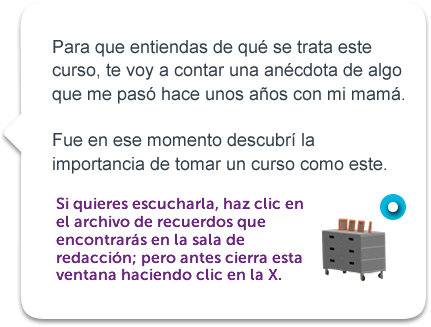 Para que entiendas de qué se trata este
curso, te voy a contar una anécdota de algo
que me pasó hace unos años con mi mamá.
Fue en ese momento descubrí la
importancia de tomar un curso como este.
Si quieres escucharla, haz clic en
el archivo de recuerdos que
encontrarás en la sala de
redacción; pero antes cierra esta
ventana haciendo clic en la X.